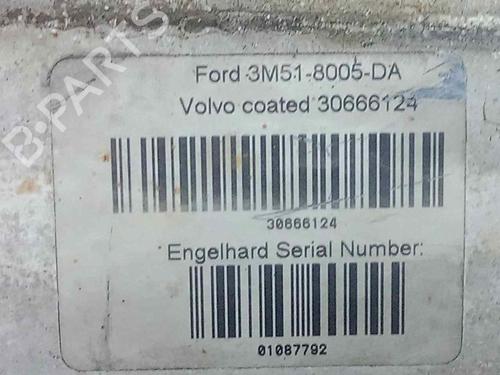 B-PARTS
Ford 3M51-8005-DA
Volvo coated 30666124
30666124
Engelhard Serial Number:
01087792